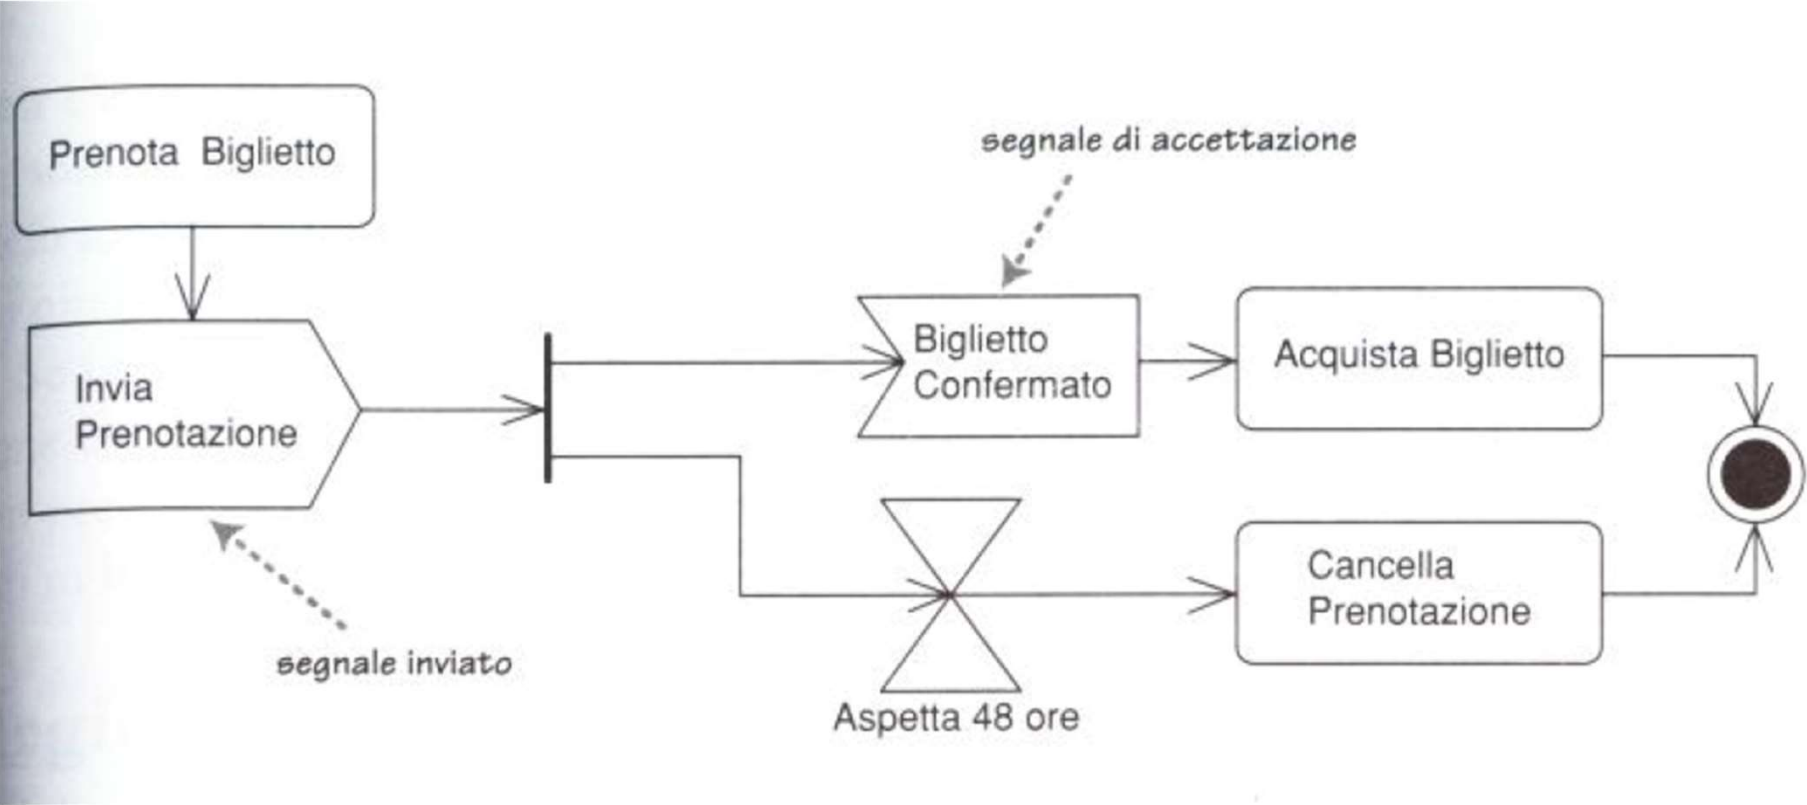 Prenota Biglietto
segnale di accettazione
Invia
Prenotazione
Biglietto
Confermato
Acquista Biglietto
segnale inviato
Cancella
Prenotazione
Aspetta 48 ore